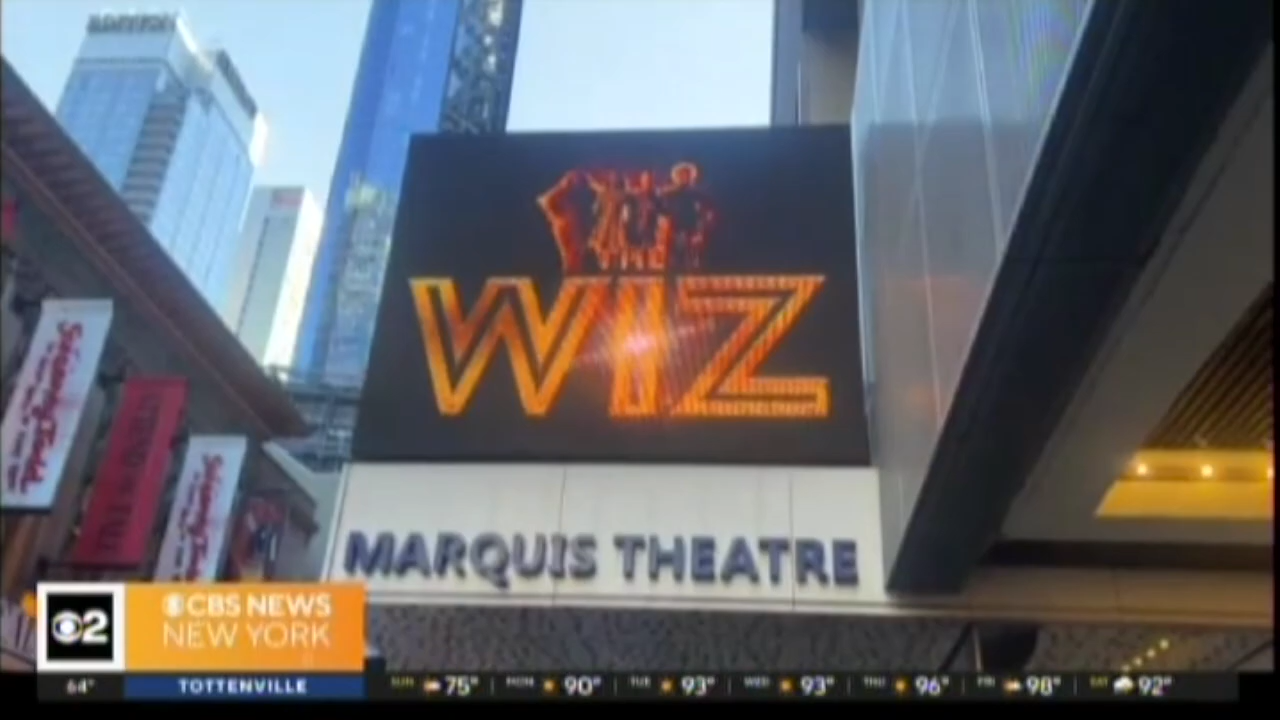 THE
WIZ
MARQUIS THEATRE
2
CBS NEWS
NEW YORK
64°
TOTTENVILLE
SUN 75° MON 90° TUE 93° WED 93° THU 96° FRI 98° SAT 92°